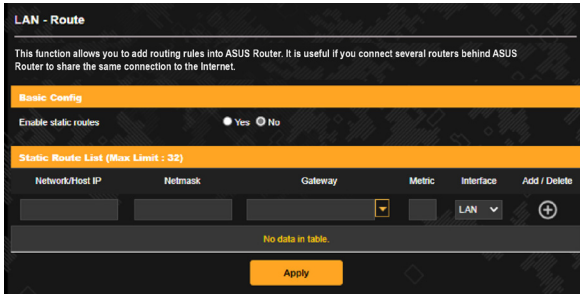 LAN - Route
This function allows you to add routing rules into ASUS Router. It is useful if you connect several routers behind ASUS
Router to share the same connection to the Internet.
Basic Config
Enable static routes Yes No
Static Route List (Max Limit : 32)
Network/Host IP Netmask Gateway Metric Interface Add / Delete
LAN
No data in table.
Apply